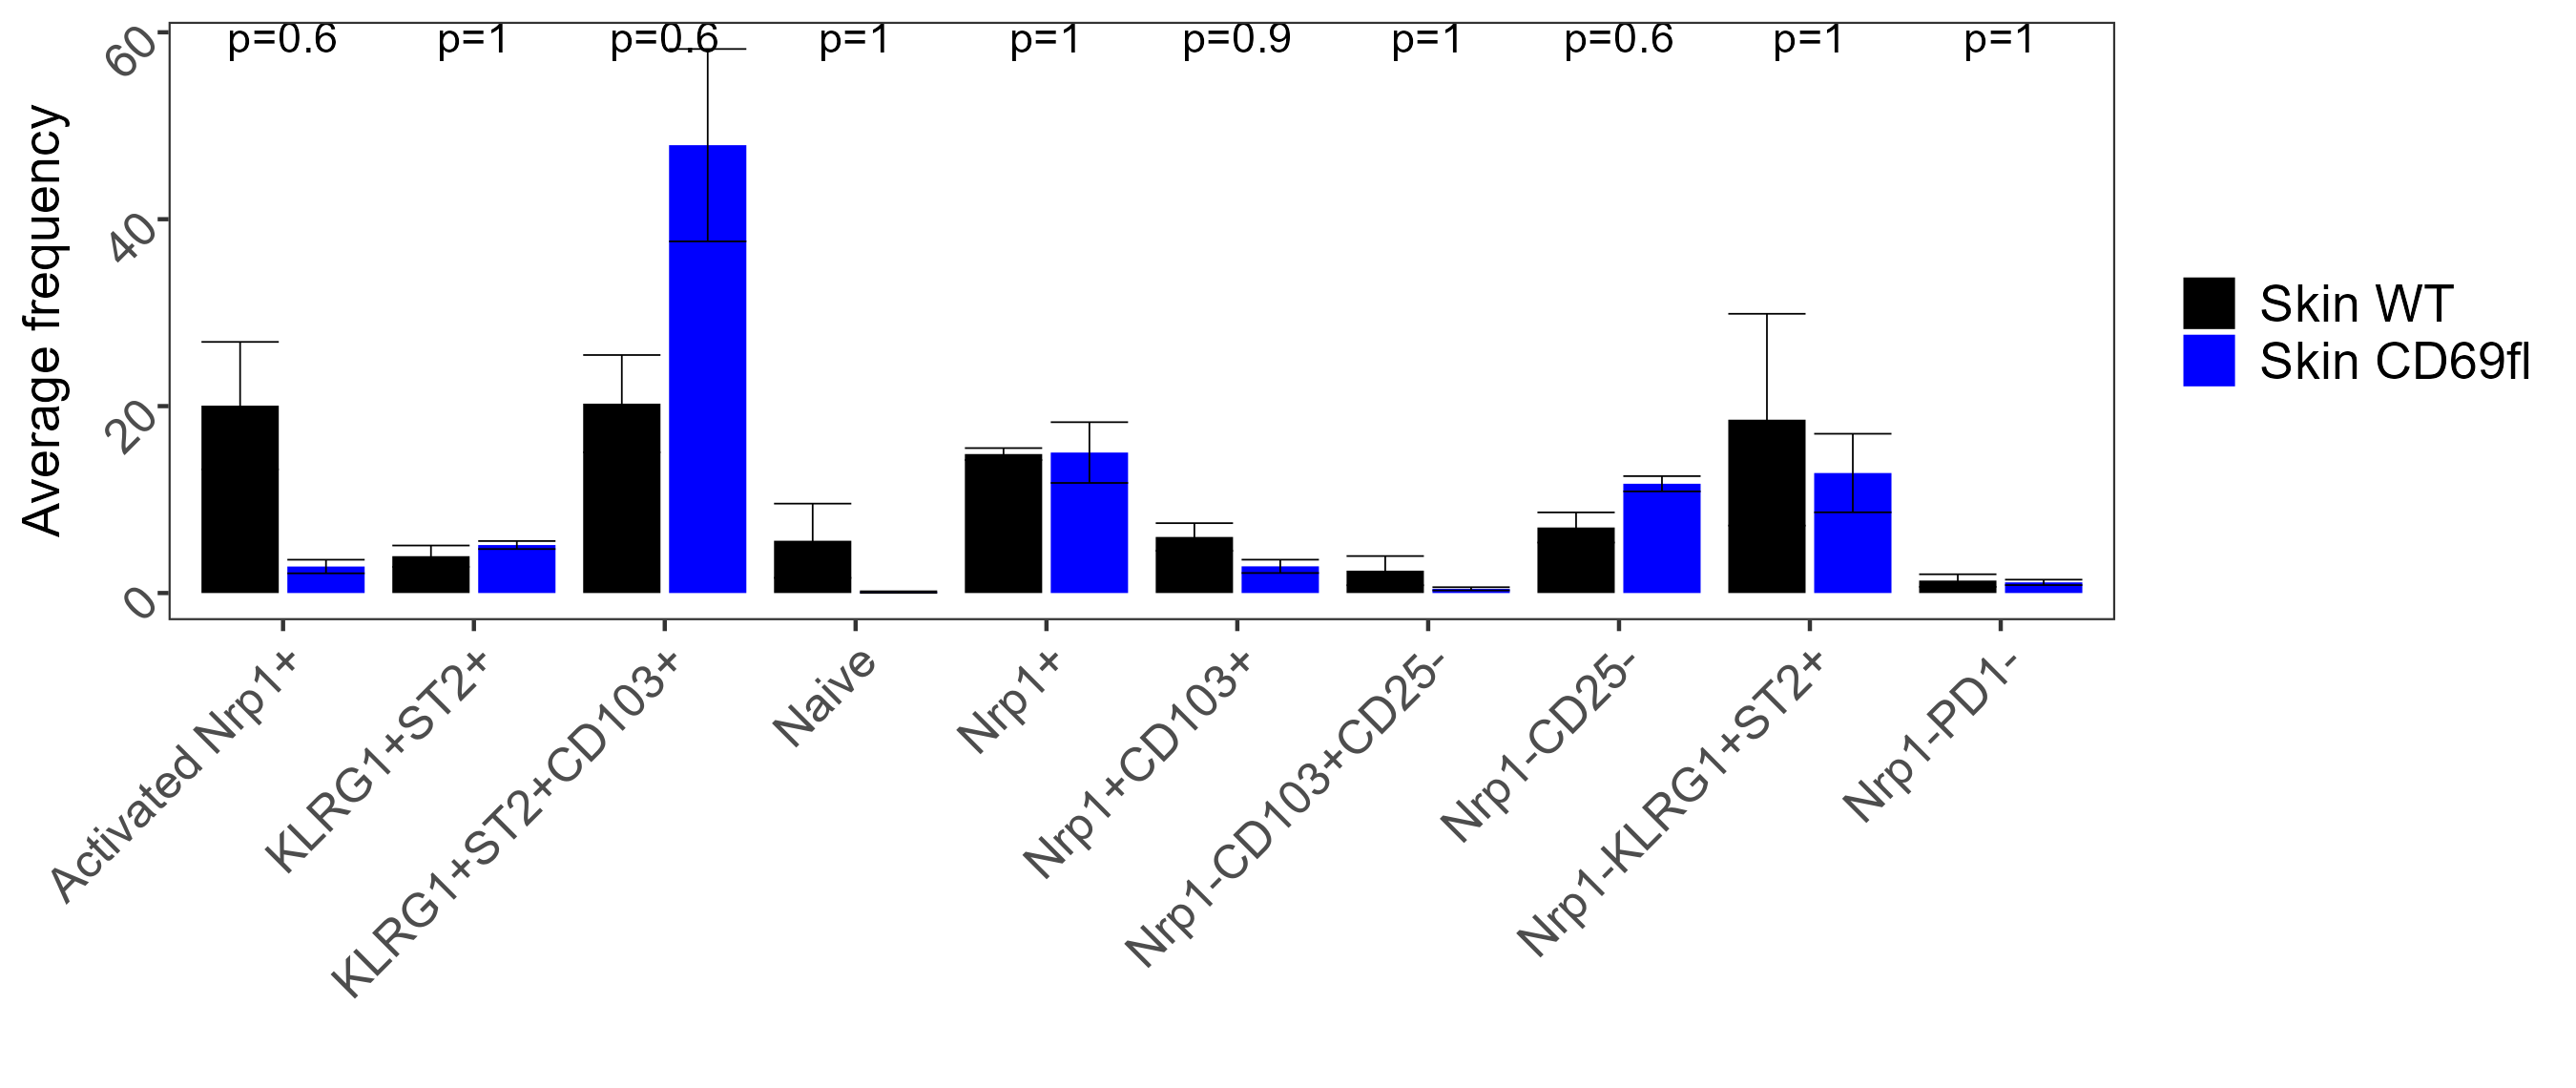 p=0.6 p=1 p=0.6 p=1 p=1 p=0.9 p=1 p=0.6 p=1 p=1
60
40
20
0
Average frequency
Skin WT
Skin CD69fl
Activated Nrp1+
KLRG1+ST2+
KLRG1+ST2+CD103+
Naive
Nrp1+
Nrp1+CD103+
Nrp1-CD103+CD25-
Nrp1-CD25-
Nrp1-KLRG1+ST2+
Nrp1-PD1-